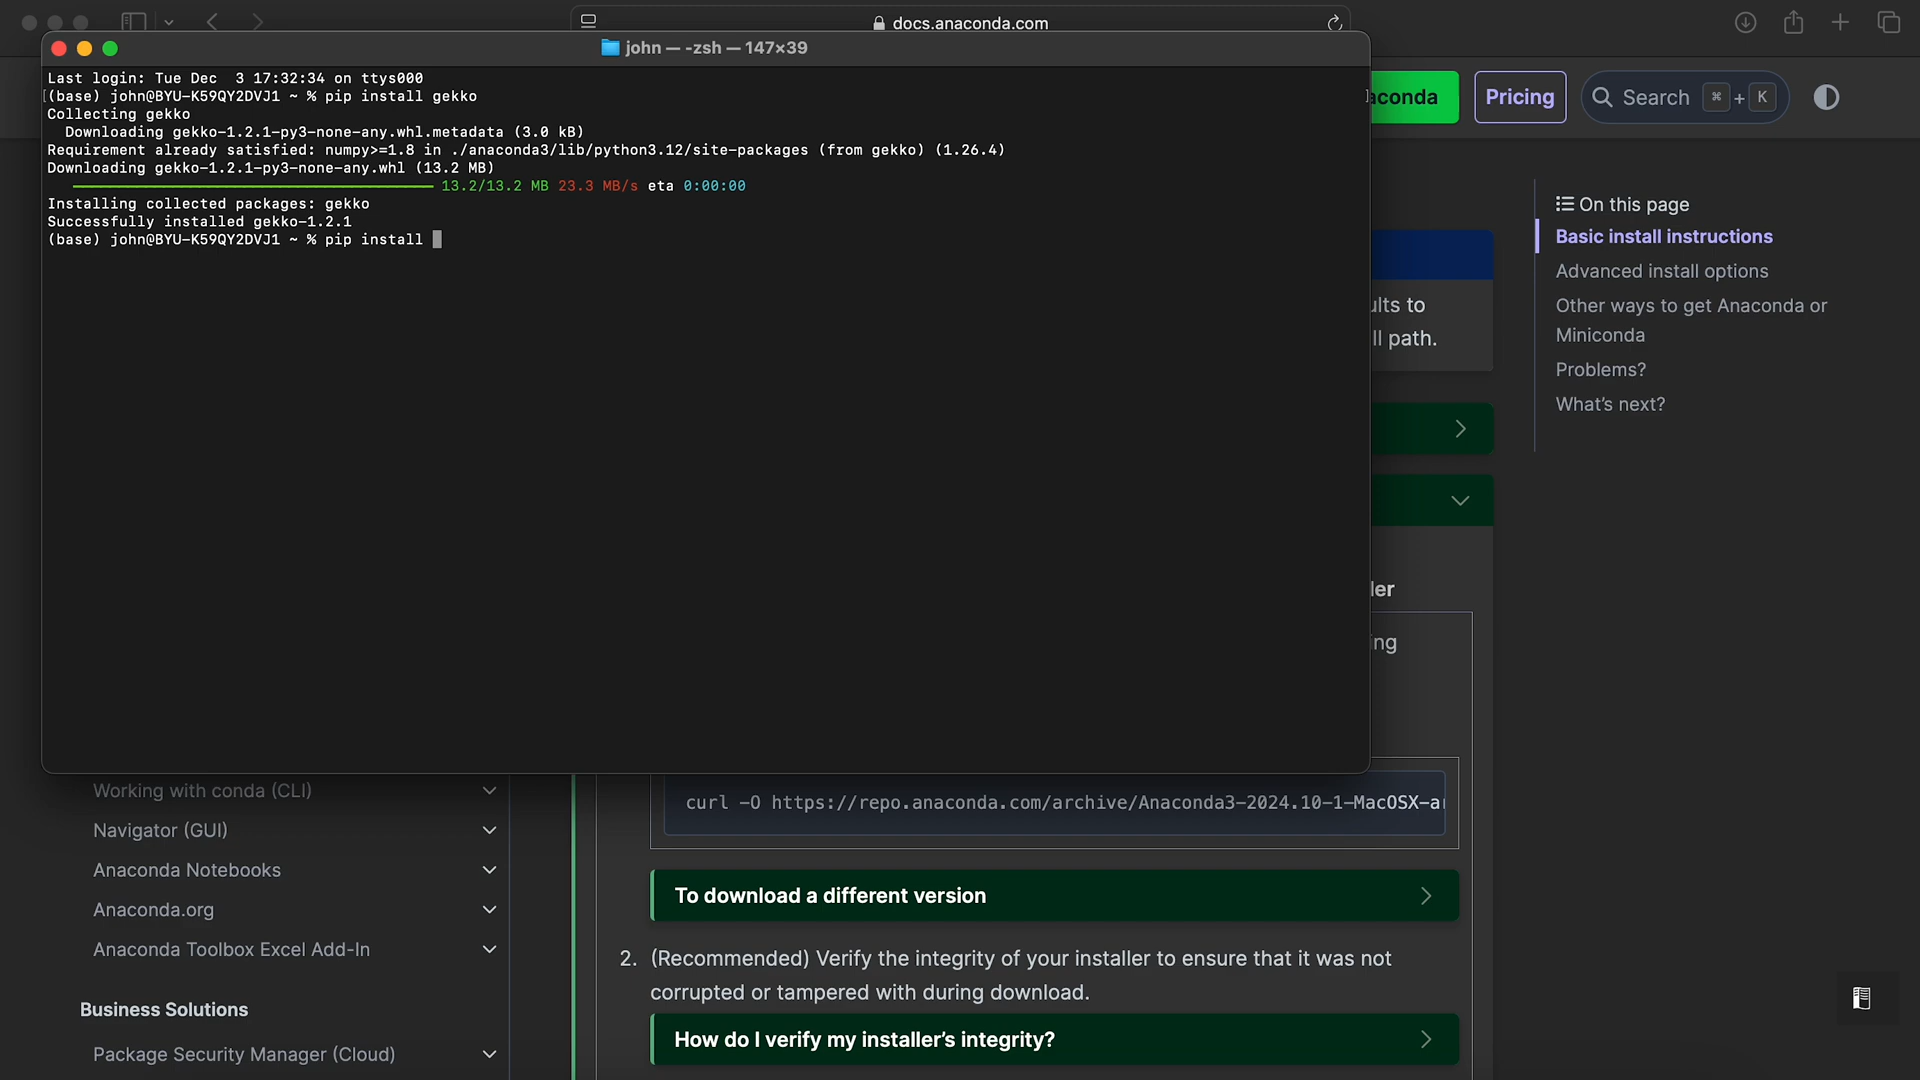 docs.anaconda.com
john — -zsh — 147×39
Last login: Tue Dec  3 17:32:34 on ttys000
(base) john@BYU-K59QY2DVJ1 ~ % pip install gekko
Collecting gekko
  Downloading gekko-1.2.1-py3-none-any.whl.metadata (3.0 kB)
Requirement already satisfied: numpy>=1.8 in ./anaconda3/lib/python3.12/site-packages (from gekko) (1.26.4)
Downloading gekko-1.2.1-py3-none-any.whl (13.2 MB)
13.2/13.2 MB 23.3 MB/s eta 0:00:00
Installing collected packages: gekko
Successfully installed gekko-1.2.1
(base) john@BYU-K59QY2DVJ1 ~ % pip install
aconda
Pricing
Search ⌘ + K
On this page
Basic install instructions
Advanced install options
Other ways to get Anaconda or
Miniconda
Problems?
What's next?
ults to
ll path.
ler
ing
Working with conda (CLI)
Navigator (GUI)
Anaconda Notebooks
Anaconda.org
Anaconda Toolbox Excel Add-In
Business Solutions
Package Security Manager (Cloud)
curl -O https://repo.anaconda.com/archive/Anaconda3-2024.10-1-MacOSX-a
To download a different version
2. (Recommended) Verify the integrity of your installer to ensure that it was not
corrupted or tampered with during download.
How do I verify my installer's integrity?